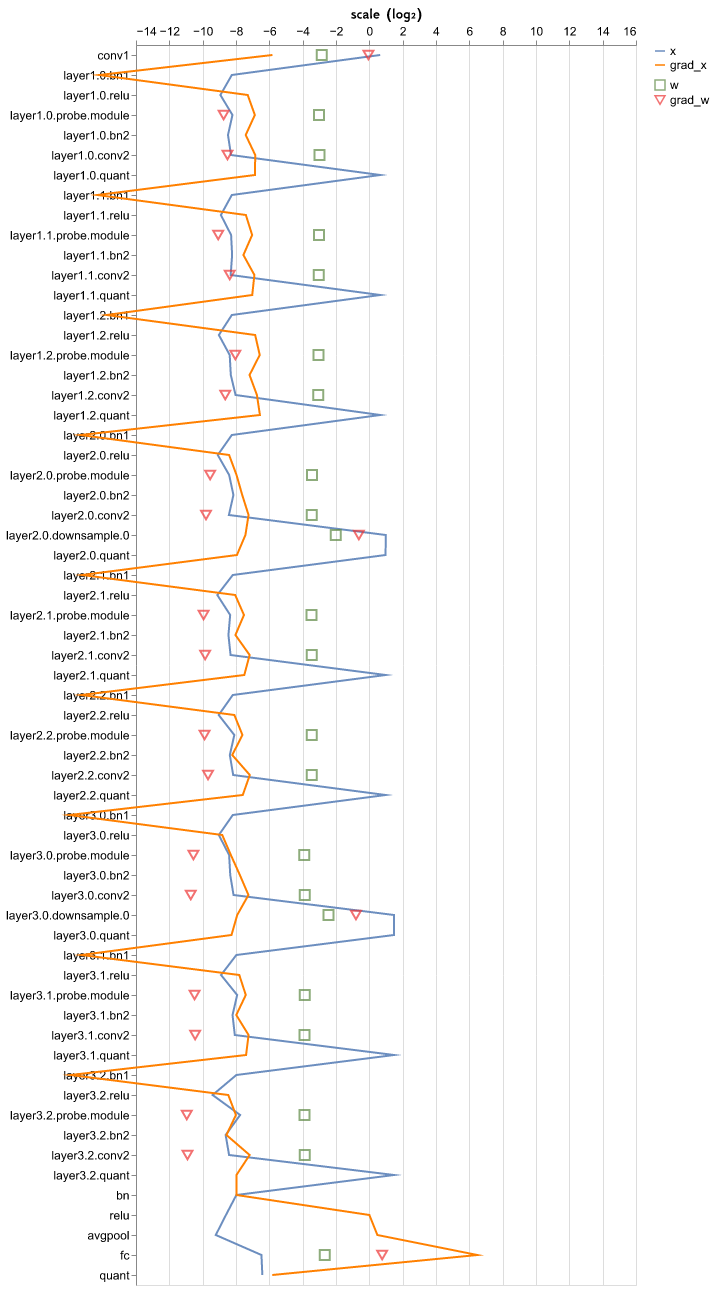 scale (log₂)
−14 −12 −10 −8 −6 −4 −2 0 2 4 6 8 10 12 14 16
x
grad_x
w
grad_w
conv1
layer1.0.bn1
layer1.0.relu
layer1.0.probe.module
layer1.0.bn2
layer1.0.conv2
layer1.0.quant
layer1.1.bn1
layer1.1.relu
layer1.1.probe.module
layer1.1.bn2
layer1.1.conv2
layer1.1.quant
layer1.2.bn1
layer1.2.relu
layer1.2.probe.module
layer1.2.bn2
layer1.2.conv2
layer1.2.quant
layer2.0.bn1
layer2.0.relu
layer2.0.probe.module
layer2.0.bn2
layer2.0.conv2
layer2.0.downsample.0
layer2.0.quant
layer2.1.bn1
layer2.1.relu
layer2.1.probe.module
layer2.1.bn2
layer2.1.conv2
layer2.1.quant
layer2.2.bn1
layer2.2.relu
layer2.2.probe.module
layer2.2.bn2
layer2.2.conv2
layer2.2.quant
layer3.0.bn1
layer3.0.relu
layer3.0.probe.module
layer3.0.bn2
layer3.0.conv2
layer3.0.downsample.0
layer3.0.quant
layer3.1.bn1
layer3.1.relu
layer3.1.probe.module
layer3.1.bn2
layer3.1.conv2
layer3.1.quant
layer3.2.bn1
layer3.2.relu
layer3.2.probe.module
layer3.2.bn2
layer3.2.conv2
layer3.2.quant
bn
relu
avgpool
fc
quant